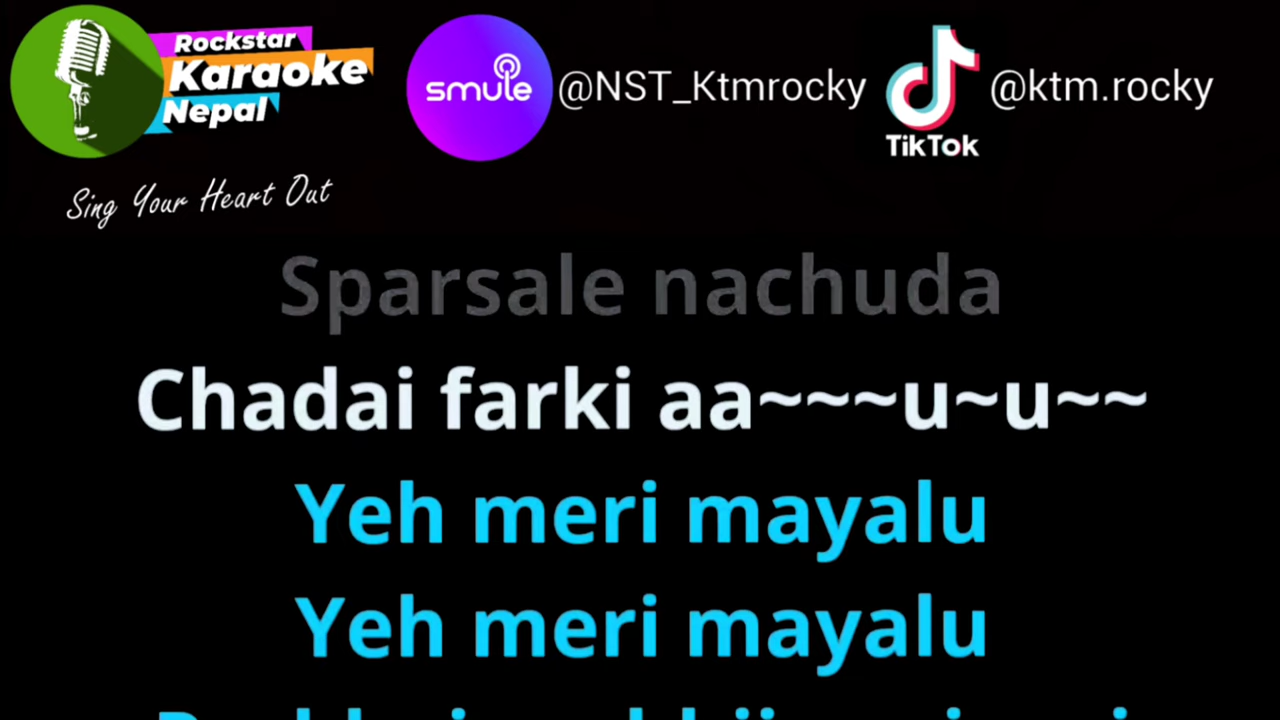 Rockstar
Karaoke
Nepal
smule @NST_Ktmrocky
TikTok @ktm.rocky
Sing Your Heart Out
Sparsale nachuda
Chadai farki aa~~~u~u~~
Yeh meri mayalu
Yeh meri mayalu